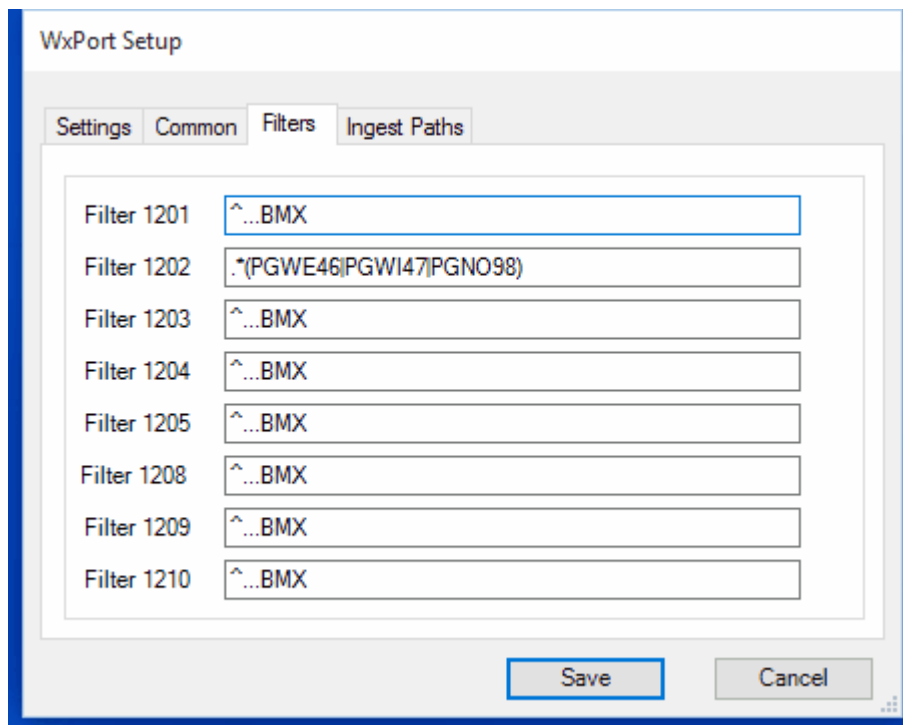 WxPort Setup
Settings Common Filters Ingest Paths
Filter 1201 ^...BMX
Filter 1202 .*(PGWE46|PGWI47|PGNO98)
Filter 1203 ^...BMX
Filter 1204 ^...BMX
Filter 1205 ^...BMX
Filter 1208 ^...BMX
Filter 1209 ^...BMX
Filter 1210 ^...BMX
Save Cancel